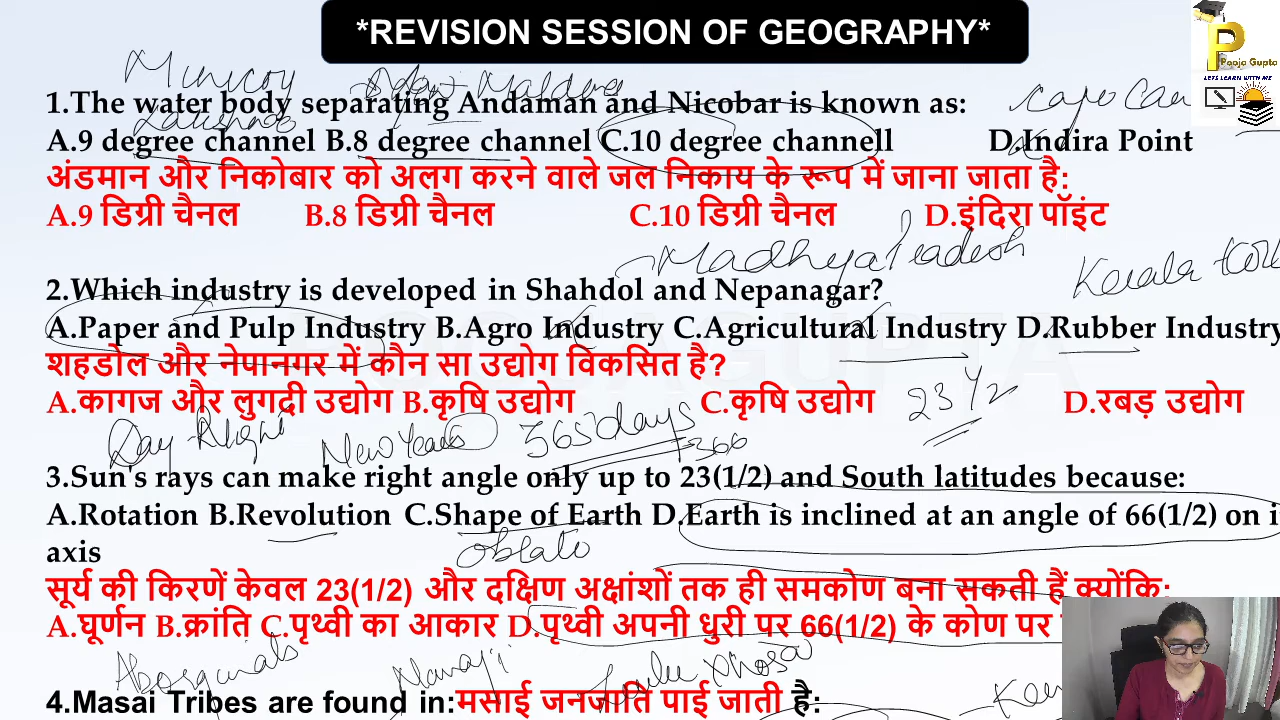 *REVISION SESSION OF GEOGRAPHY*
Pooja Gupta
LETS LEARN WITH ME
Minicoy Maldives
1.The water body separating Andaman and Nicobar is known as:
A.9 degree channel B.8 degree channel C.10 degree channell D.Indira Point
अंडमान और निकोबार को अलग करने वाले जल निकाय के रूप में जाना जाता है:
A.9 डिग्री चैनल B.8 डिग्री चैनल C.10 डिग्री चैनल D.इंदिरा पॉइंट
Madhya Pradesh
Kerala
2.Which industry is developed in Shahdol and Nepanagar?
A.Paper and Pulp Industry B.Agro Industry C.Agricultural Industry D.Rubber Industry
शहडोल और नेपानगर में कौन सा उद्योग विकसित है?
A.कागज और लुगदी उद्योग B.कृषि उद्योग C.कृषि उद्योग D.रबड़ उद्योग
23 1/2
Day Night New Years 365 days
366
3.Sun's rays can make right angle only up to 23(1/2) and South latitudes because:
A.Rotation B.Revolution C.Shape of Earth D.Earth is inclined at an angle of 66(1/2) on i
axis
Oblate
सूर्य की किरणें केवल 23(1/2) और दक्षिण अक्षांशों तक ही समकोण बना सकती हैं क्योंकि:
A.घूर्णन B.क्रांति C.पृथ्वी का आकार D.पृथ्वी अपनी धुरी पर 66(1/2) के कोण पर
4.Masai Tribes are found in:मसाई जनजाति पाई जाती है: